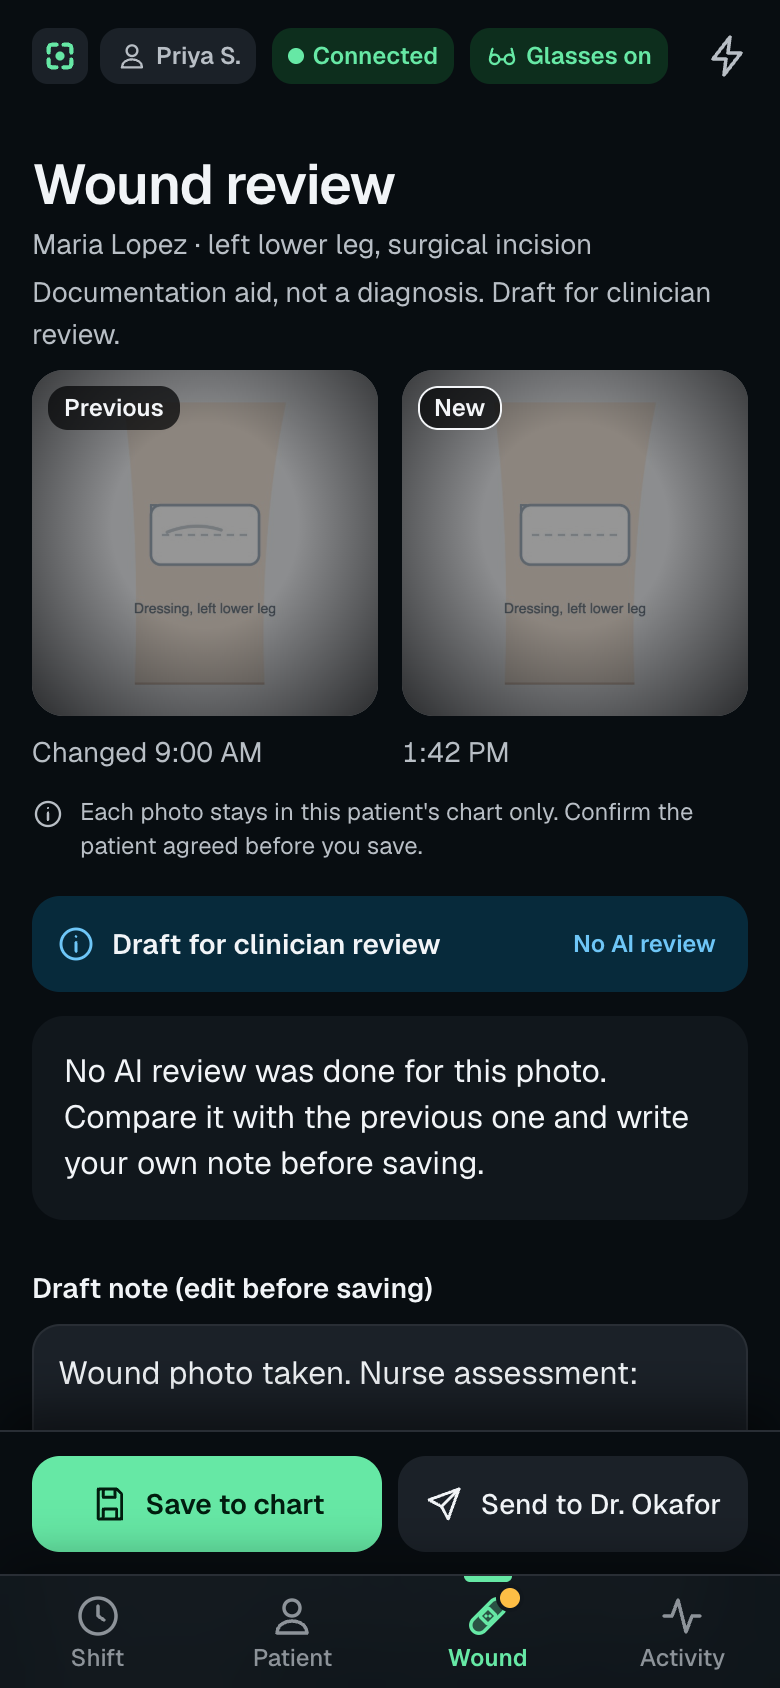 Priya S.
Connected
Glasses on
Wound review
Maria Lopez · left lower leg, surgical incision
Documentation aid, not a diagnosis. Draft for clinician
review.
Previous
New
Dressing, left lower leg
Dressing, left lower leg
Changed 9:00 AM
1:42 PM
Each photo stays in this patient's chart only. Confirm the
patient agreed before you save.
Draft for clinician review
No AI review
No AI review was done for this photo.
Compare it with the previous one and write
your own note before saving.
Draft note (edit before saving)
Wound photo taken. Nurse assessment:
Save to chart
Send to Dr. Okafor
Shift
Patient
Wound
Activity